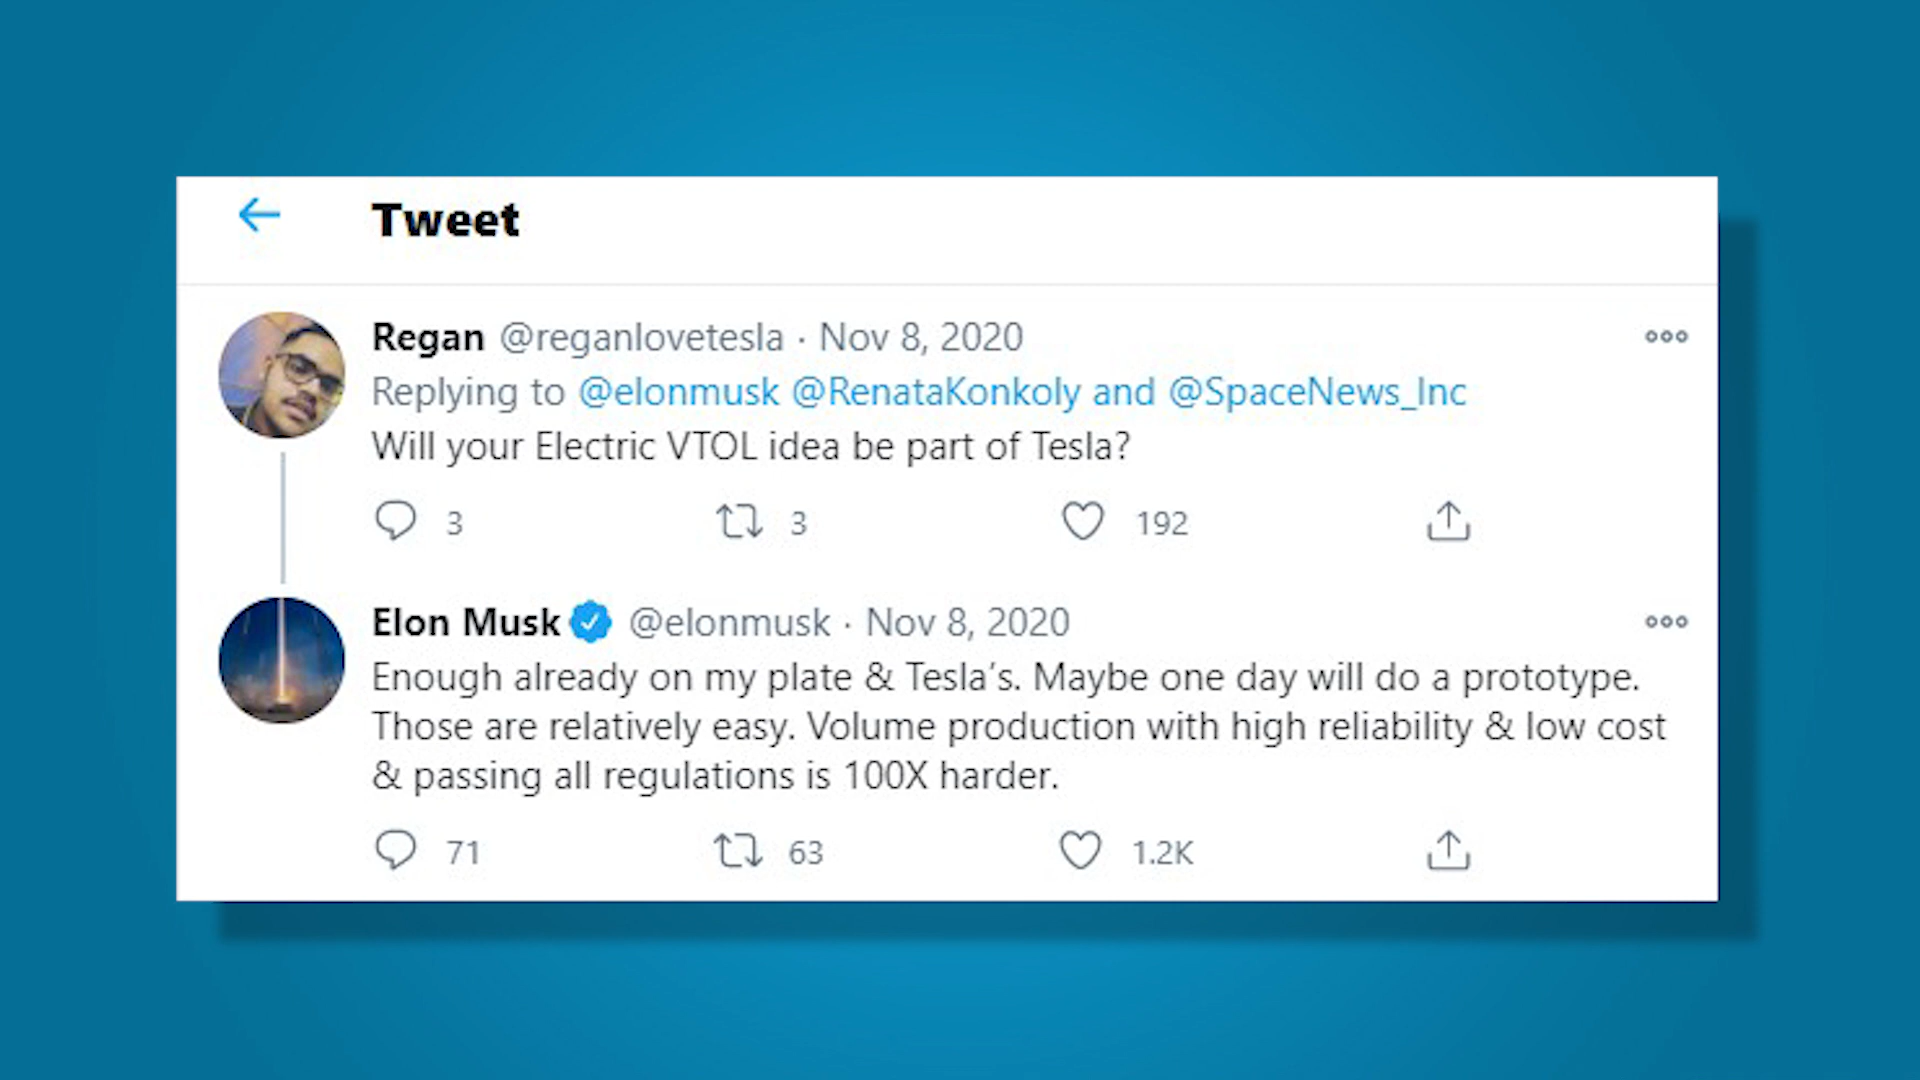 Tweet
Regan @reganlovetesla · Nov 8, 2020
Replying to @elonmusk @RenataKonkoly and @SpaceNews_Inc
Will your Electric VTOL idea be part of Tesla?
3 3 192
Elon Musk @elonmusk · Nov 8, 2020
Enough already on my plate & Tesla’s. Maybe one day will do a prototype.
Those are relatively easy. Volume production with high reliability & low cost
& passing all regulations is 100X harder.
71 63 1.2K